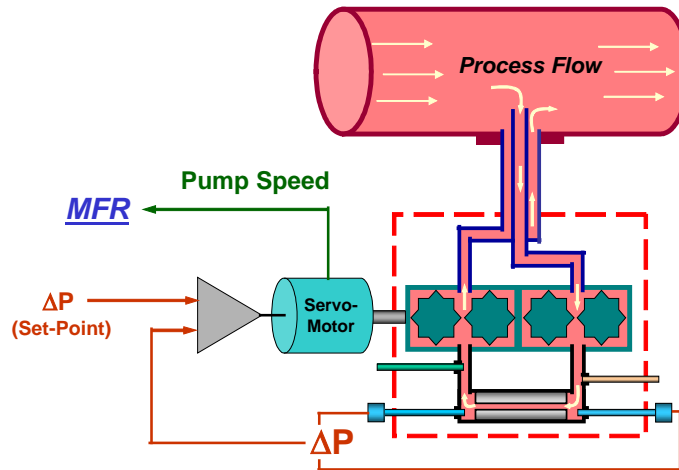 Process Flow
Pump Speed
MFR
ΔP
(Set-Point)
Servo-
Motor
ΔP